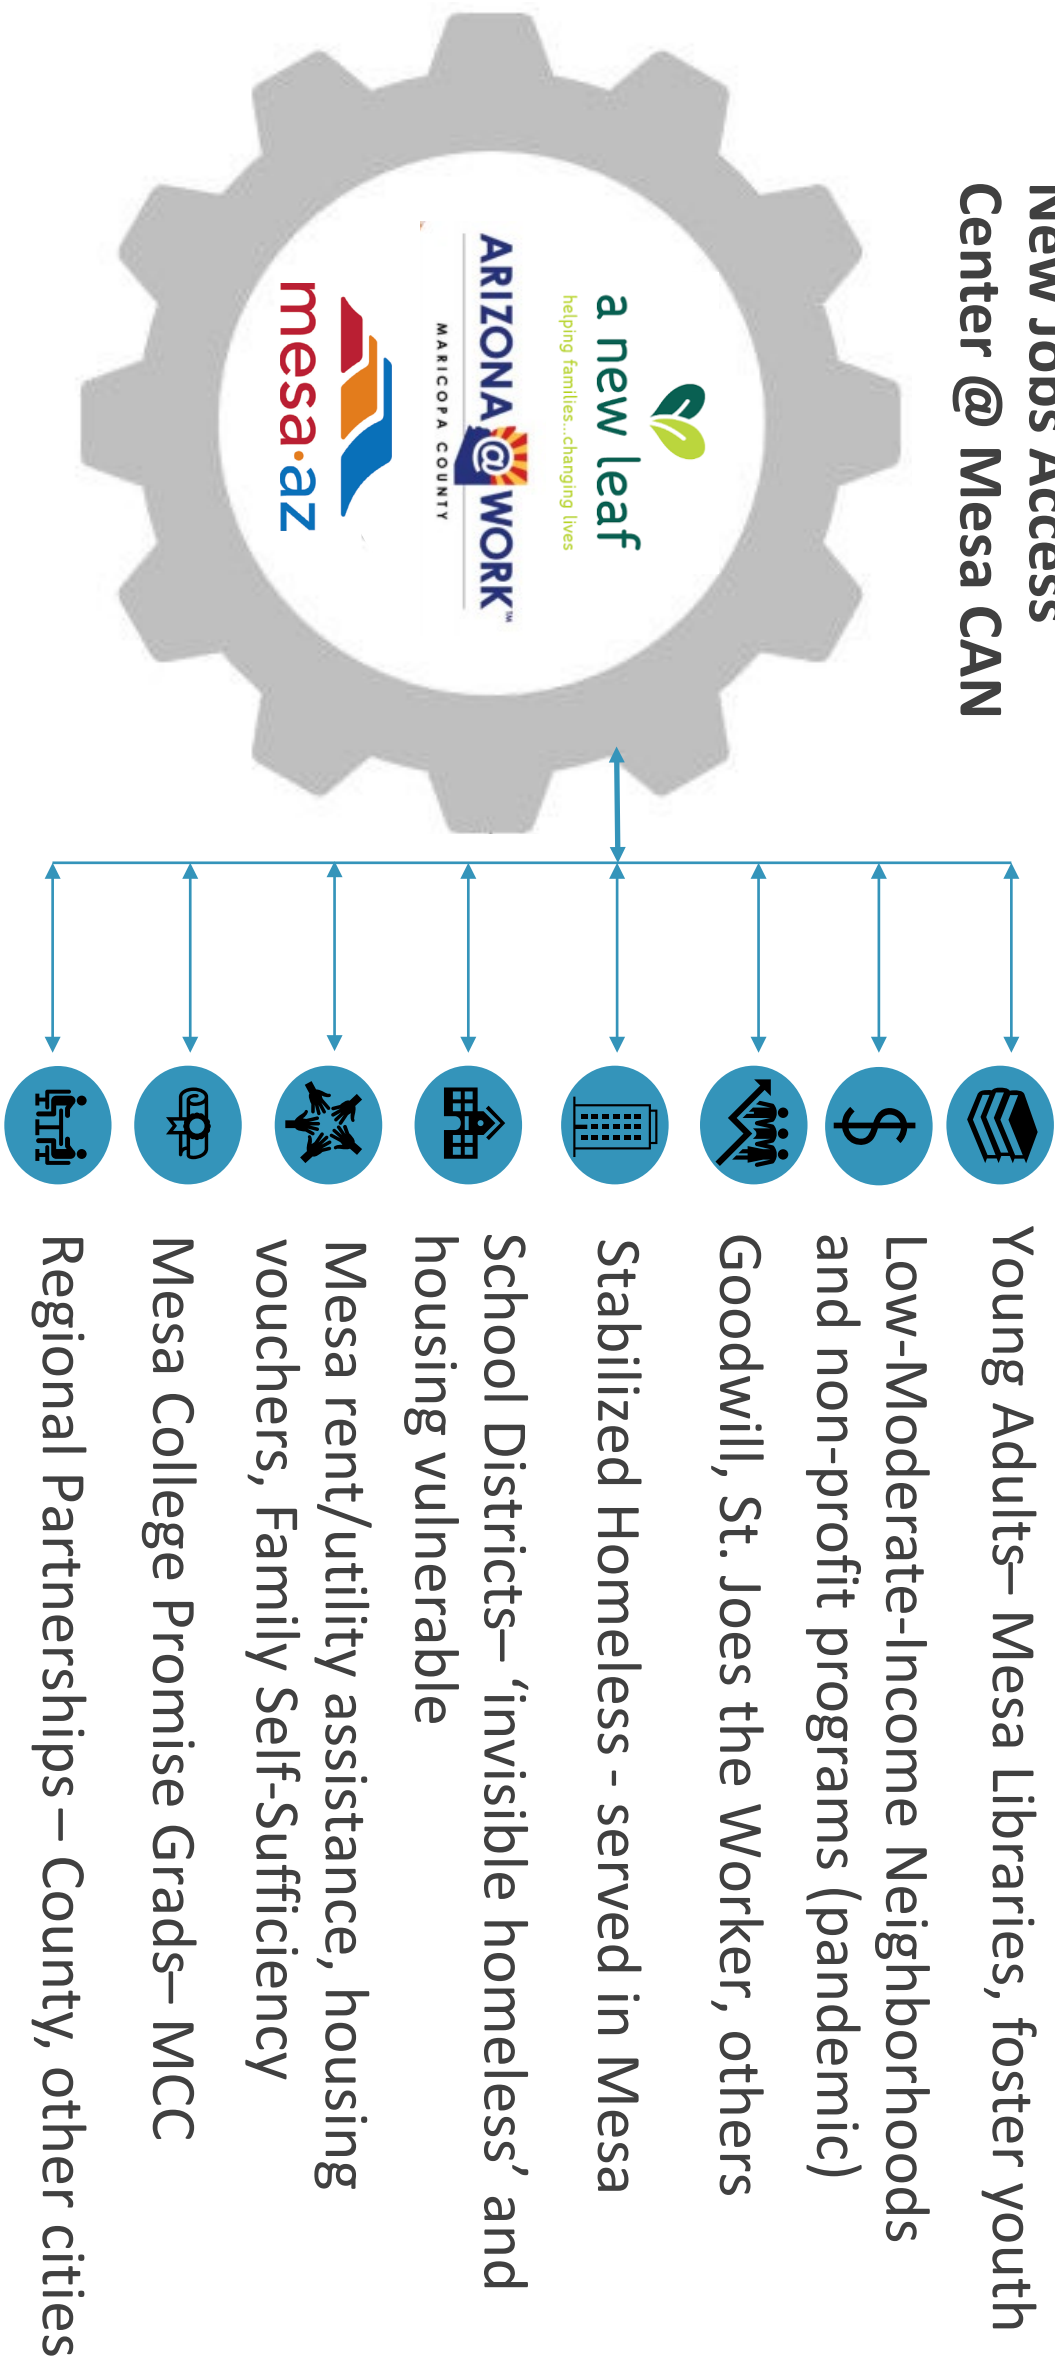 New Jobs Access
Center @ Mesa CAN
a new leaf
helping families...changing lives
ARIZONA@WORK™
MARICOPA COUNTY
mesa·az
Young Adults– Mesa Libraries, foster youth
Low-Moderate-Income Neighborhoods
and non-profit programs (pandemic)
Goodwill, St. Joes the Worker, others
Stabilized Homeless - served in Mesa
School Districts– ‘invisible homeless’ and
housing vulnerable
Mesa rent/utility assistance, housing
vouchers, Family Self-Sufficiency
Mesa College Promise Grads– MCC
Regional Partnerships – County, other cities